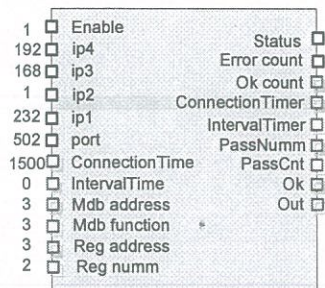 1 Enable
192 ip4
168 ip3
1 ip2
232 ip1
502 port
1500 ConnectionTime
0 IntervalTime
3 Mdb address
3 Mdb function
3 Reg address
2 Reg numm
Status
Error count
Ok count
ConnectionTimer
IntervalTimer
PassNumm
PassCnt
Ok
Out